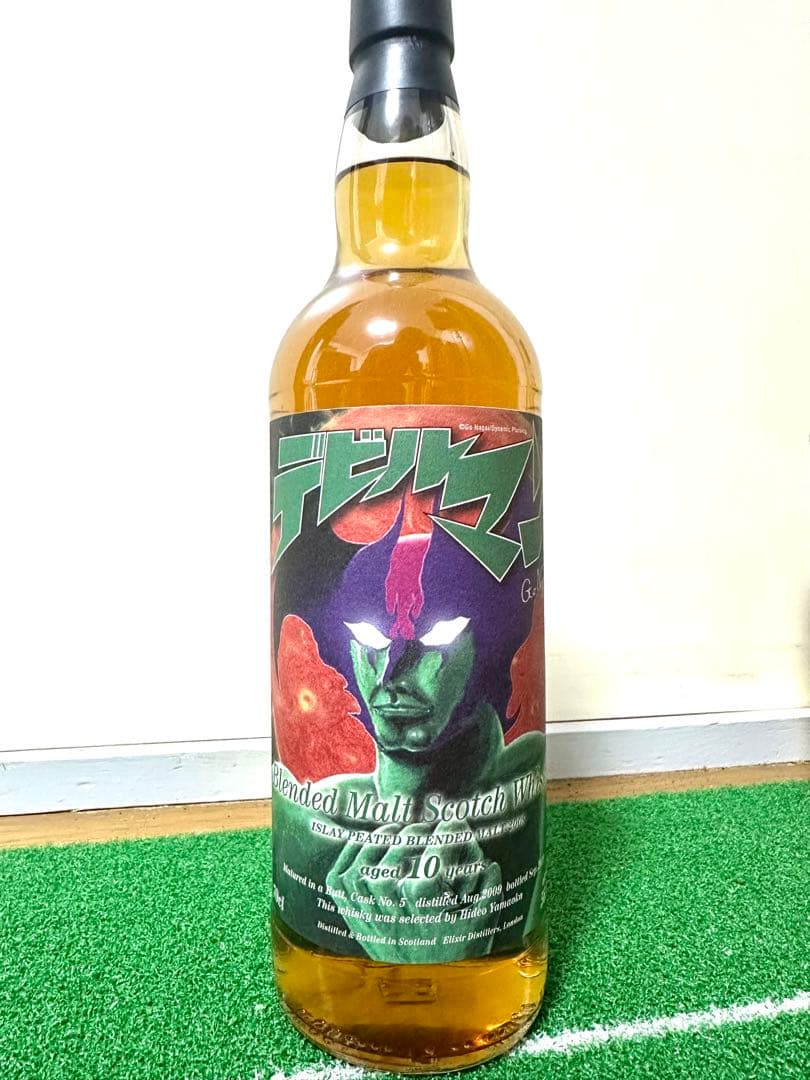 ©Go Nagai/Dynamic Planning
デビルマン
Blended Malt Scotch
ISLAY PEATED BLENDED MALT
aged 10 years
Matured in a Butt, Cask No. 5 distilled Aug.2009 bottled
This whisky was selected by Hideo Yamaoka
Distilled & Bottled in Scotland Elixir Distillers, London